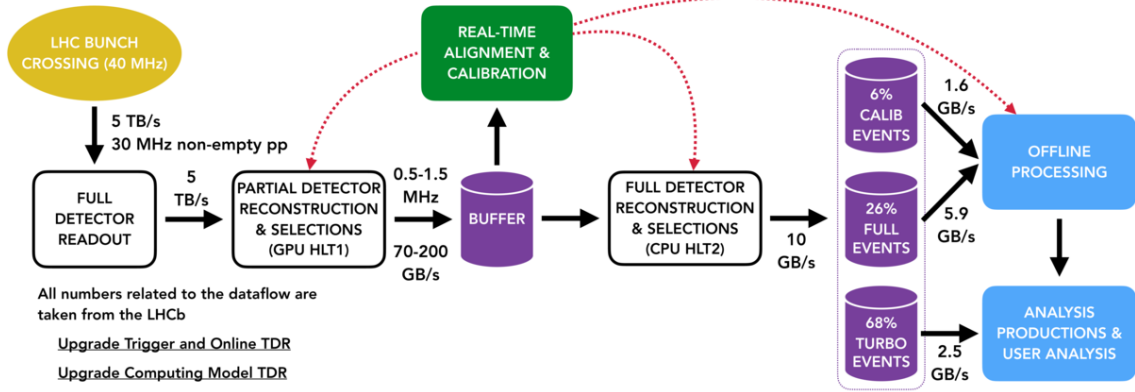 LHC BUNCH
CROSSING (40 MHz)
5 TB/s
30 MHz non-empty pp
FULL
DETECTOR
READOUT
5
TB/s
PARTIAL DETECTOR
RECONSTRUCTION
& SELECTIONS
(GPU HLT1)
0.5-1.5
MHz
70-200
GB/s
REAL-TIME
ALIGNMENT &
CALIBRATION
BUFFER
FULL DETECTOR
RECONSTRUCTION
& SELECTIONS
(CPU HLT2)
10
GB/s
6%
CALIB
EVENTS
26%
FULL
EVENTS
68%
TURBO
EVENTS
1.6
GB/s
5.9
GB/s
2.5
GB/s
OFFLINE
PROCESSING
ANALYSIS
PRODUCTIONS &
USER ANALYSIS
All numbers related to the dataflow are
taken from the LHCb
Upgrade Trigger and Online TDR
Upgrade Computing Model TDR